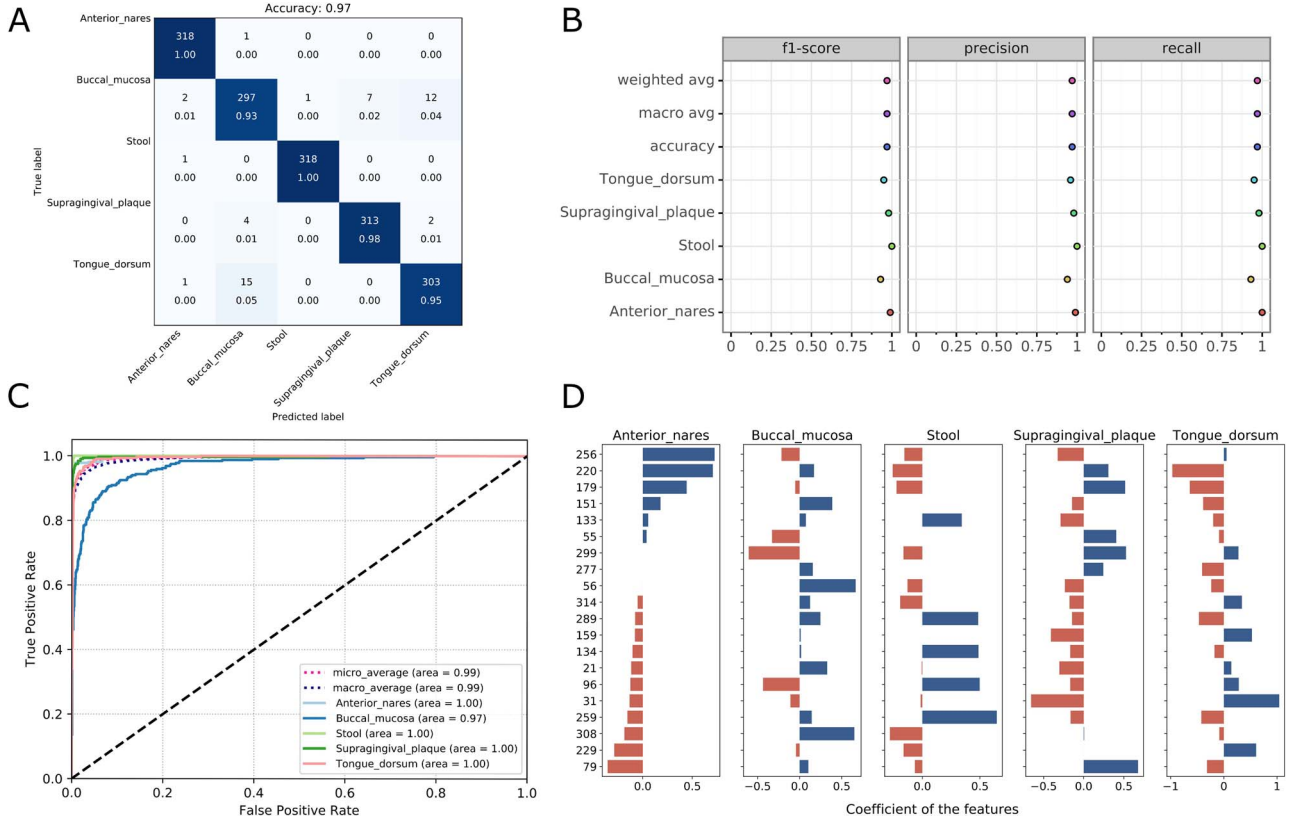 A
Accuracy: 0.97
Anterior_nares
318 1 0 0 0
1.00 0.00 0.00 0.00 0.00
Buccal_mucosa
2 297 1 7 12
0.01 0.93 0.00 0.02 0.04
Stool
1 0 318 0 0
0.00 0.00 1.00 0.00 0.00
Supragingival_plaque
0 4 0 313 2
0.00 0.01 0.00 0.98 0.01
Tongue_dorsum
1 15 0 0 303
0.00 0.05 0.00 0.00 0.95
True label
Anterior_nares
Buccal_mucosa
Stool
Supragingival_plaque
Tongue_dorsum
Predicted label
B
f1-score precision recall
weighted avg
macro avg
accuracy
Tongue_dorsum
Supragingival_plaque
Stool
Buccal_mucosa
Anterior_nares
0 0.25 0.50 0.75 1 0 0.25 0.50 0.75 1 0 0.25 0.50 0.75 1
C
True Positive Rate
1.0
0.8
0.6
0.4
0.2
0.0
micro_average (area = 0.99)
macro_average (area = 0.99)
Anterior_nares (area = 1.00)
Buccal_mucosa (area = 0.97)
Stool (area = 1.00)
Supragingival_plaque (area = 1.00)
Tongue_dorsum (area = 1.00)
0.0 0.2 0.4 0.6 0.8 1.0
False Positive Rate
D
Anterior_nares Buccal_mucosa Stool Supragingival_plaque Tongue_dorsum
256
220
179
151
133
55
299
277
56
314
289
159
134
21
96
31
259
308
229
79
0.0 0.5 −0.5 0.0 0.5 0.0 0.5 −0.5 0.0 0.5 −1 0 1
Coefficient of the features